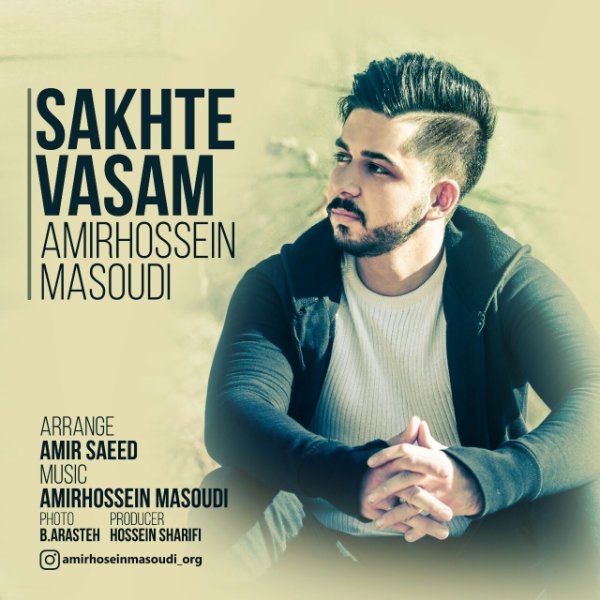 SAKHTE
VASAM
AMIRHOSSEIN
MASOUDI
ARRANGE
AMIR SAEED
MUSIC
AMIRHOSSEIN MASOUDI
PHOTO PRODUCER
B.ARASTEH HOSSEIN SHARIFI
amirhoseinmasoudi_org